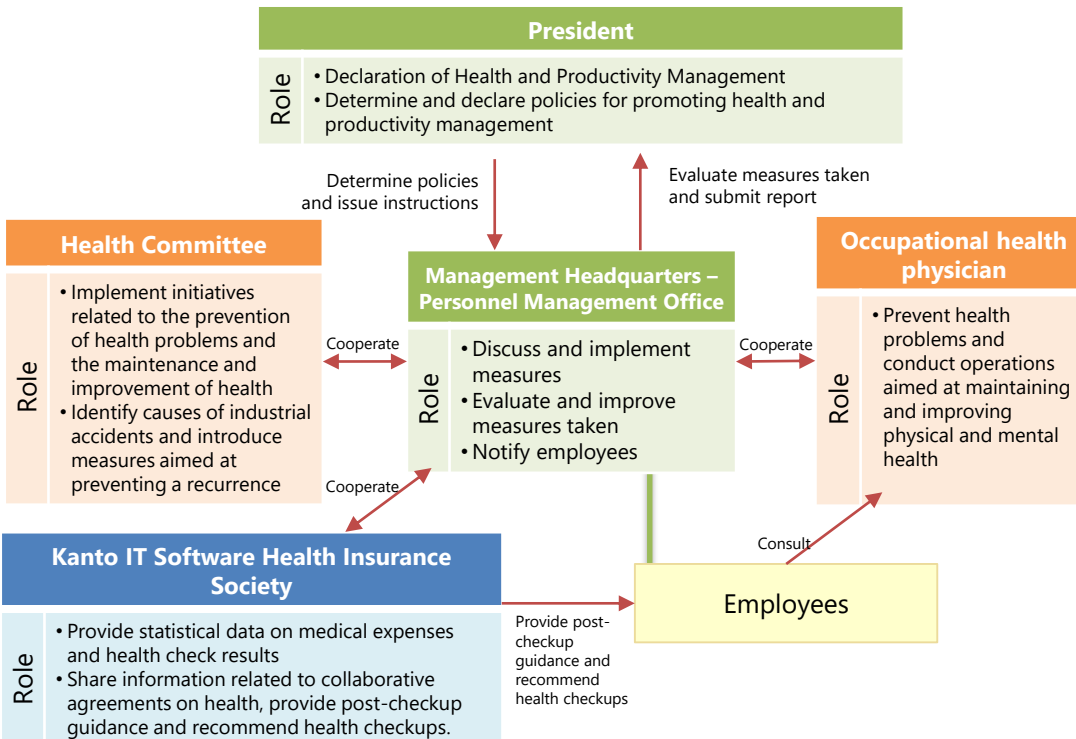 President
Role
• Declaration of Health and Productivity Management
• Determine and declare policies for promoting health and
productivity management
Determine policies
and issue instructions
Evaluate measures taken
and submit report
Health Committee
Role
• Implement initiatives
related to the prevention
of health problems and
the maintenance and
improvement of health
• Identify causes of industrial
accidents and introduce
measures aimed at
preventing a recurrence
Cooperate
Management Headquarters –
Personnel Management Office
Role
• Discuss and implement
measures
• Evaluate and improve
measures taken
• Notify employees
Cooperate
Occupational health
physician
Role
• Prevent health
problems and
conduct operations
aimed at maintaining
and improving
physical and mental
health
Cooperate
Consult
Kanto IT Software Health Insurance
Society
Role
• Provide statistical data on medical expenses
and health check results
• Share information related to collaborative
agreements on health, provide post-checkup
guidance and recommend health checkups.
Provide post-
checkup
guidance and
recommend
health checkups
Employees